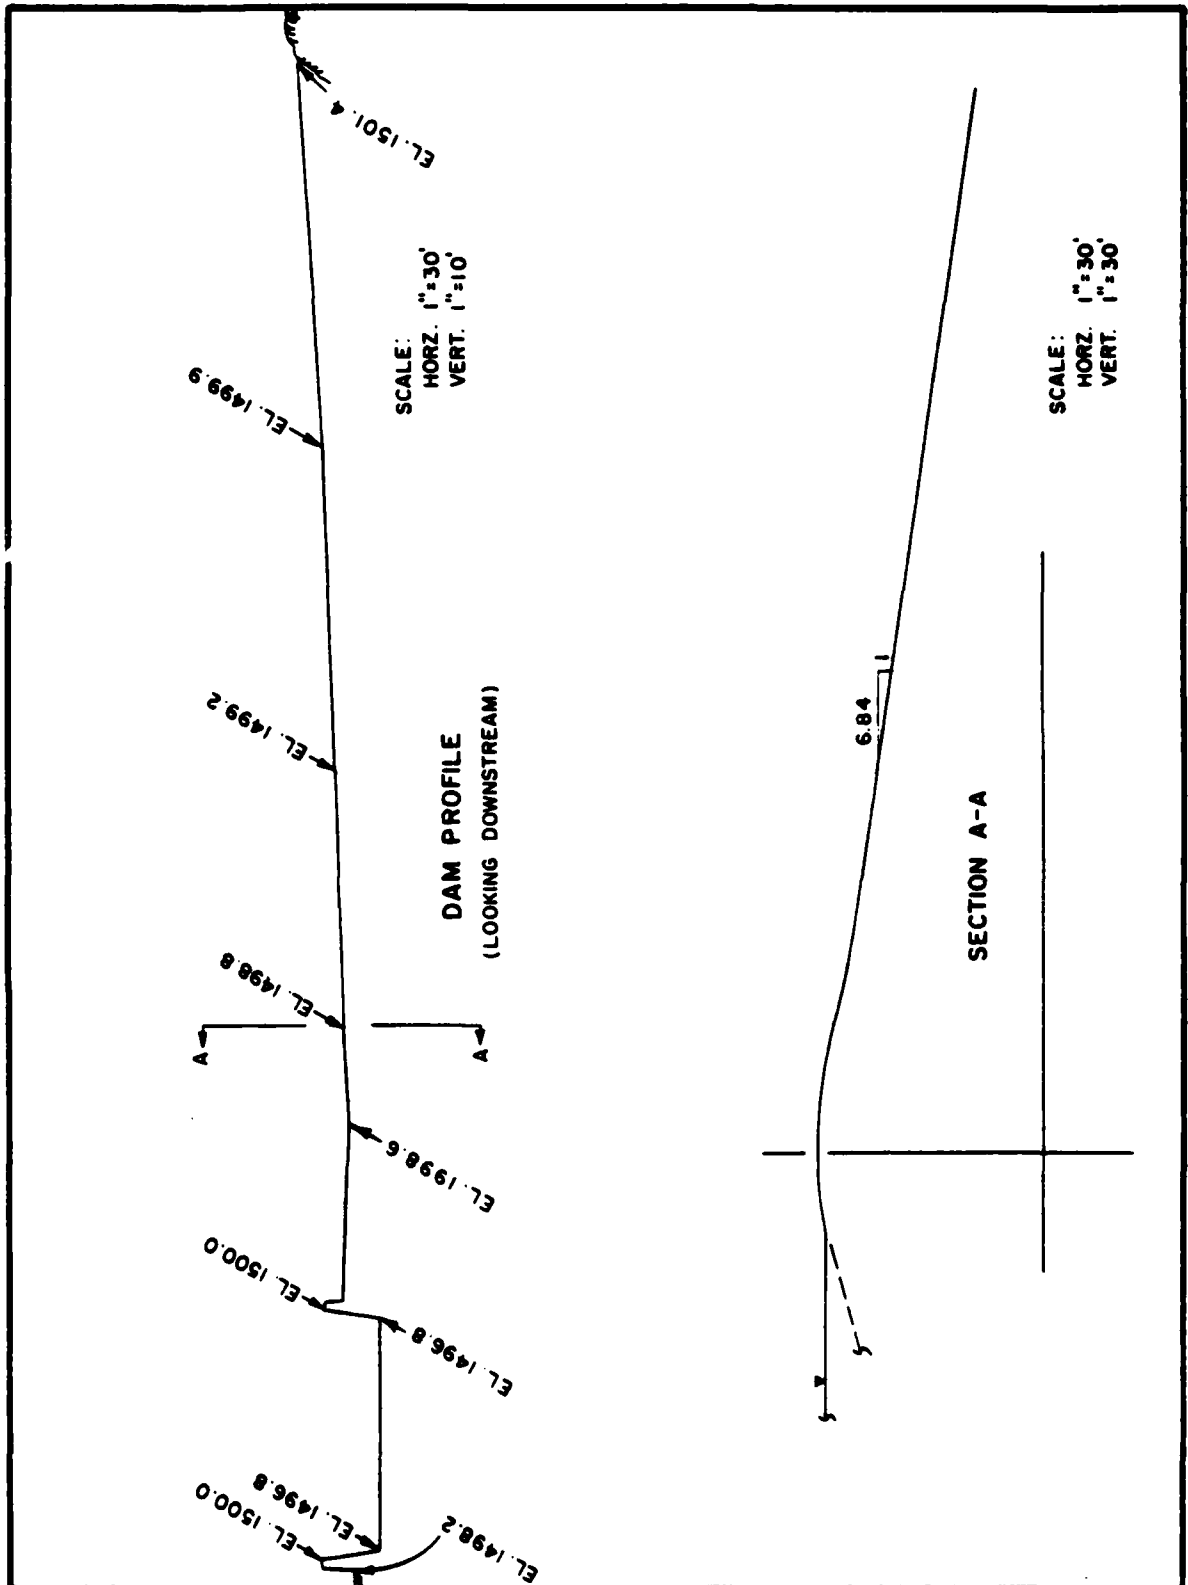 EL. 1500.0
EL. 1496.8
EL. 1498.2
EL. 1500.0
EL. 1496.8
EL. 1998.6
A
A
EL. 1498.8
EL. 1499.2
EL. 1499.9
EL. 1501.4
DAM PROFILE
(LOOKING DOWNSTREAM)
SCALE:
HORZ. 1"=30'
VERT. 1"=10'
6.84
1
SECTION A-A
SCALE:
HORZ. 1"=30'
VERT. 1"=30'